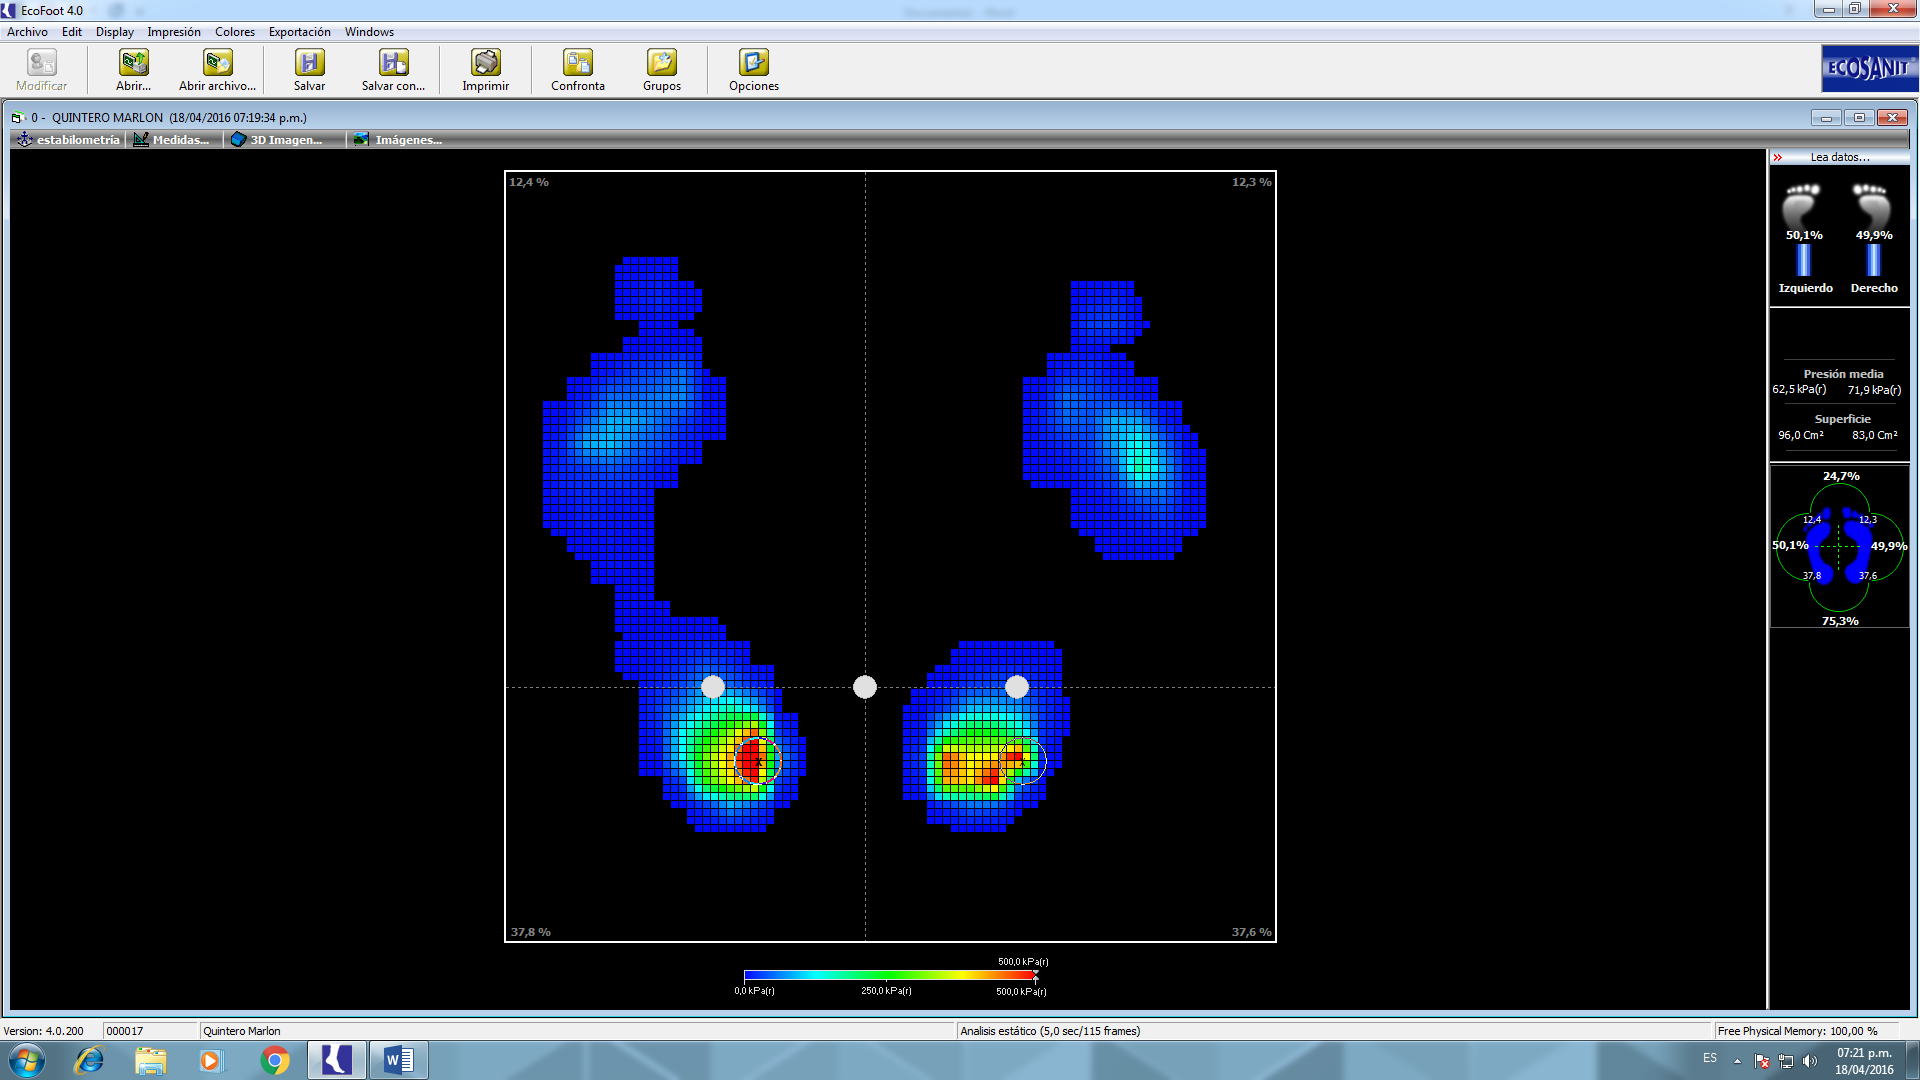 EcoFoot 4.0
Archivo Edit Display Impresión Colores Exportación Windows
Modificar Abrir... Abrir archivo... Salvar Salvar con... Imprimir Confronta Grupos Opciones
ECOSANIT
0 - QUINTERO MARLON (18/04/2016 07:19:34 p.m.)
estabilometría Medidas... 3D Imagen... Imágenes...
Lea datos...
12,4 % 12,3 %
50,1% 49,9%
Izquierdo Derecho
Presión media
62,5 kPa(r) 71,9 kPa(r)
Superficie
96,0 Cm² 83,0 Cm²
24,7%
12,4 12,3
50,1% 49,9%
37,8 37,6
75,3%
x x
37,8 % 37,6 %
500,0 kPa(r)
0,0 kPa(r) 250,0 kPa(r) 500,0 kPa(r)
Version: 4.0.200 000017 Quintero Marlon Analisis estático (5,0 sec/115 frames) Free Physical Memory: 100,00 %
ES 07:21 p.m.
18/04/2016